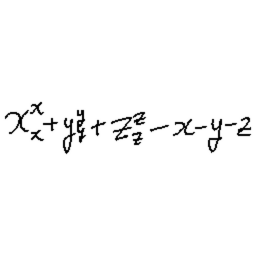 $x_x^x + y_y^y + z_z^z - x - y - z$